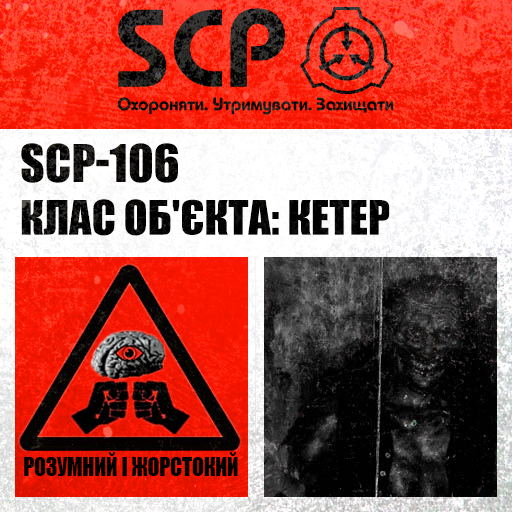 SCP
Охороняти. Утримувати. Захищати
SCP-106
КЛАС ОБ'ЄКТА: КЕТЕР
РОЗУМНИЙ І ЖОРСТОКИЙ